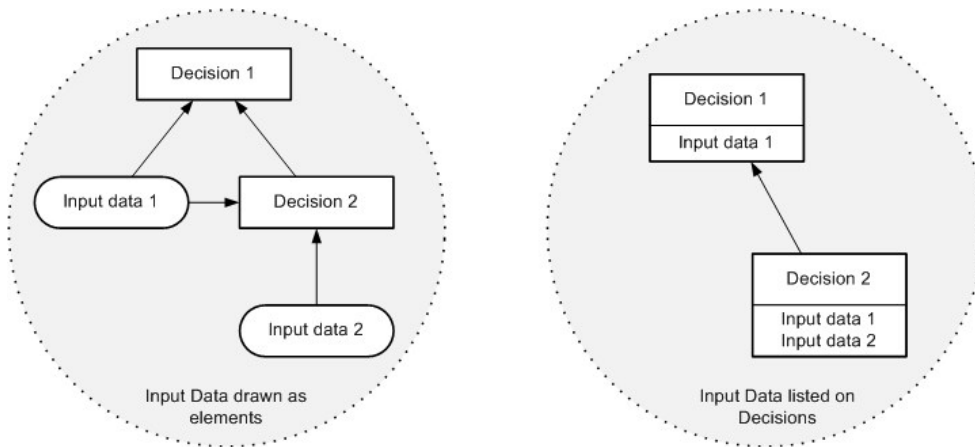 Decision 1
Input data 1
Decision 2
Input data 2
Input Data drawn as
elements
Decision 1
Input data 1
Decision 2
Input data 1
Input data 2
Input Data listed on
Decisions